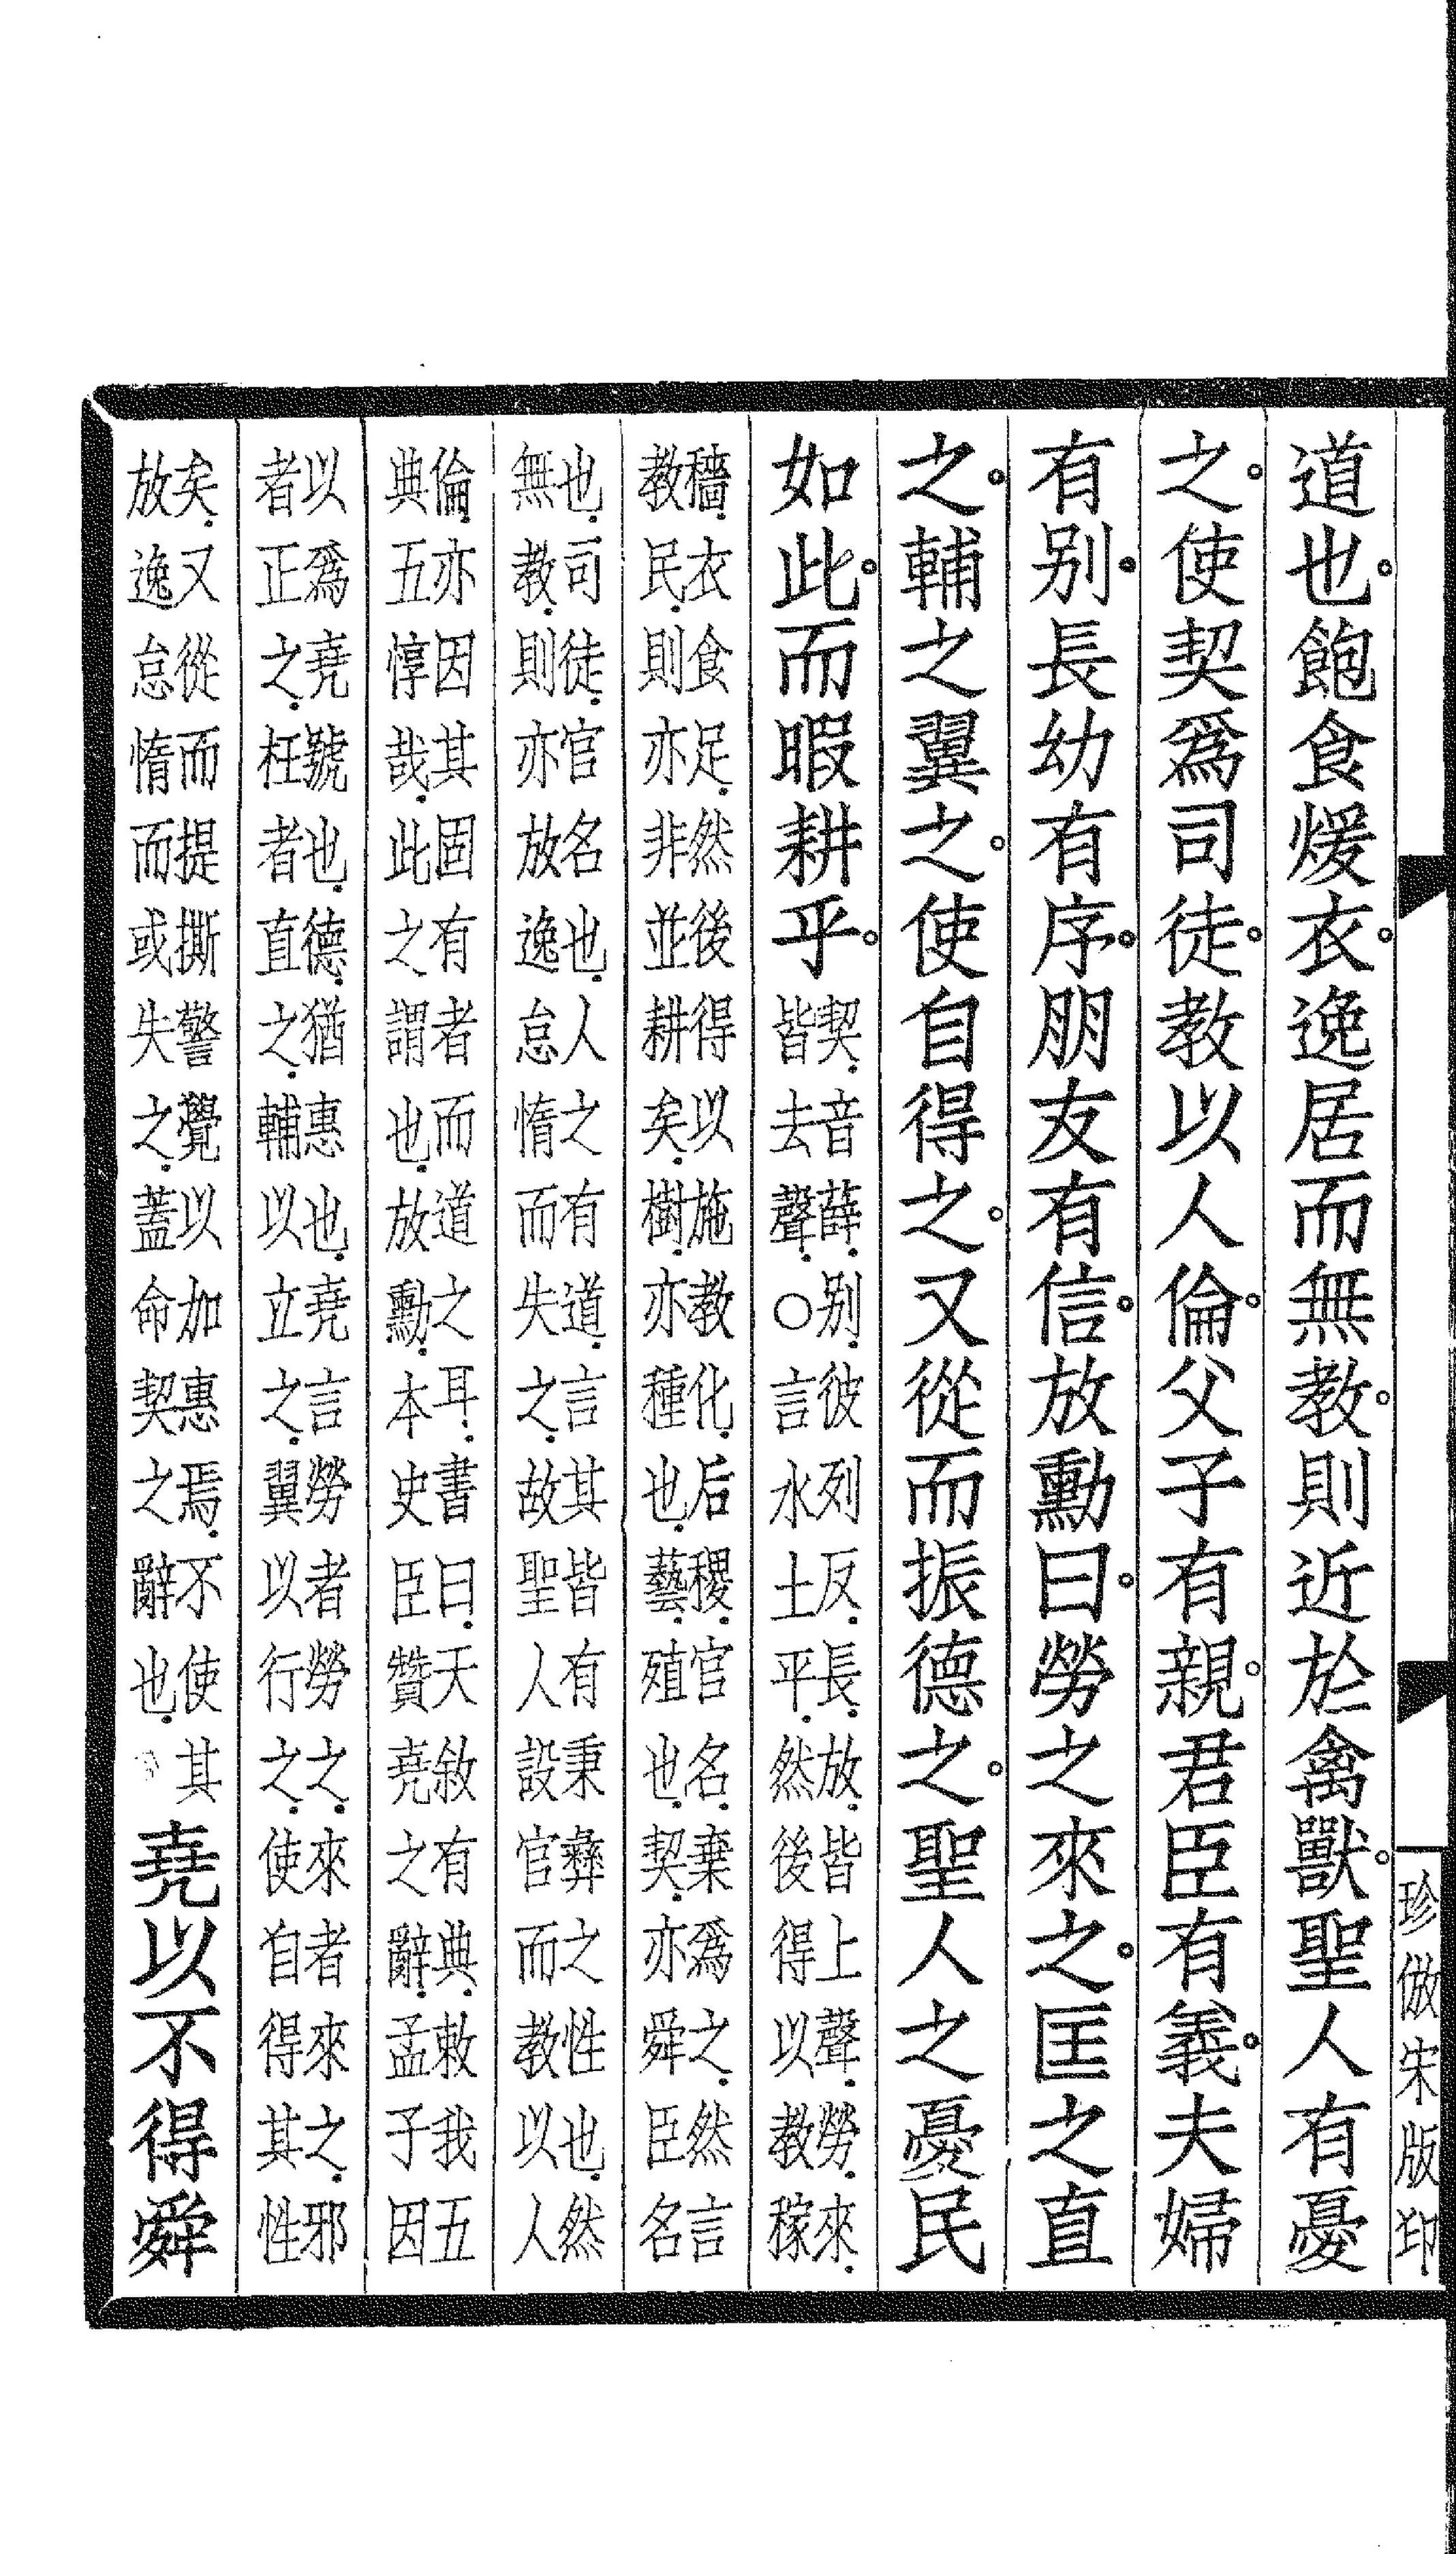 珍倣宋版印
道也。飽食煖衣。逸居而無教。則近於禽獸。聖人有憂
之。使契爲司徒。教以人倫。父子有親。君臣有義。夫婦
有别。長幼有序。朋友有信。放勳曰。勞之來之。匡之直
之。輔之翼之。使自得之。又從而振德之。聖人之憂民
如此。而暇耕乎。
契.音薛.别.彼列反.長.放.皆上聲.勞.來.
皆去聲.○言水土平.然後得以教稼
穡.衣食足.然後得以施教化.后稷.官名.棄爲之.然言
教民.則亦非並耕矣.樹.亦種也.藝.殖也.契.亦舜臣名
也.司徒.官名也.人之有道.言其皆有秉彝之性也.然
無教.則亦放逸怠惰而失之.故聖人設官而教以人
倫.亦因其固有者而道之耳.書曰.天敘有典.敕我五
典五惇哉.此之謂也.放勳.本史臣贊堯之辭.孟子因
以爲堯號也.德.猶惠也.堯言勞者勞之.來者來之.邪
者正之.枉者直之.輔以立之.翼以行之.使自得其性
矣.又從而提撕警覺以加惠焉.不使其
放逸怠惰而或失之.蓋命契之辭也.
堯以不得舜